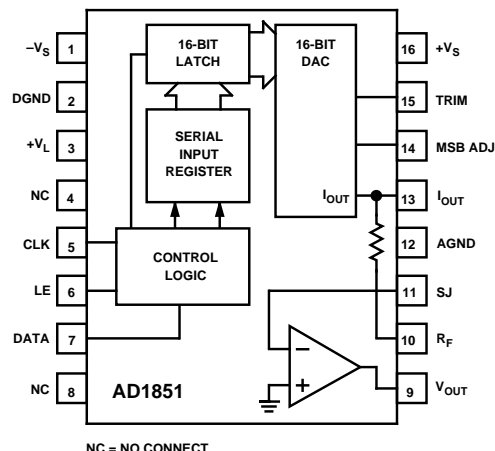 –VS 1
DGND 2
+VL 3
NC 4
CLK 5
LE 6
DATA 7
NC 8
16-BIT
LATCH
SERIAL
INPUT
REGISTER
CONTROL
LOGIC
16-BIT
DAC
IOUT
16 +VS
15 TRIM
14 MSB ADJ
13 IOUT
12 AGND
11 SJ
10 RF
9 VOUT
–
+
AD1851
NC = NO CONNECT